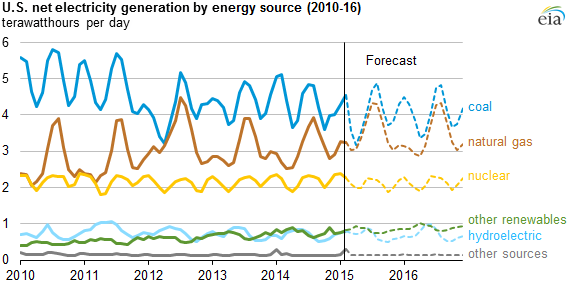 U.S. net electricity generation by energy source (2010-16)
terawatthours per day
eia
6
5
4
3
2
1
0
Forecast
coal
natural gas
nuclear
other renewables
hydroelectric
other sources
2010 2011 2012 2013 2014 2015 2016